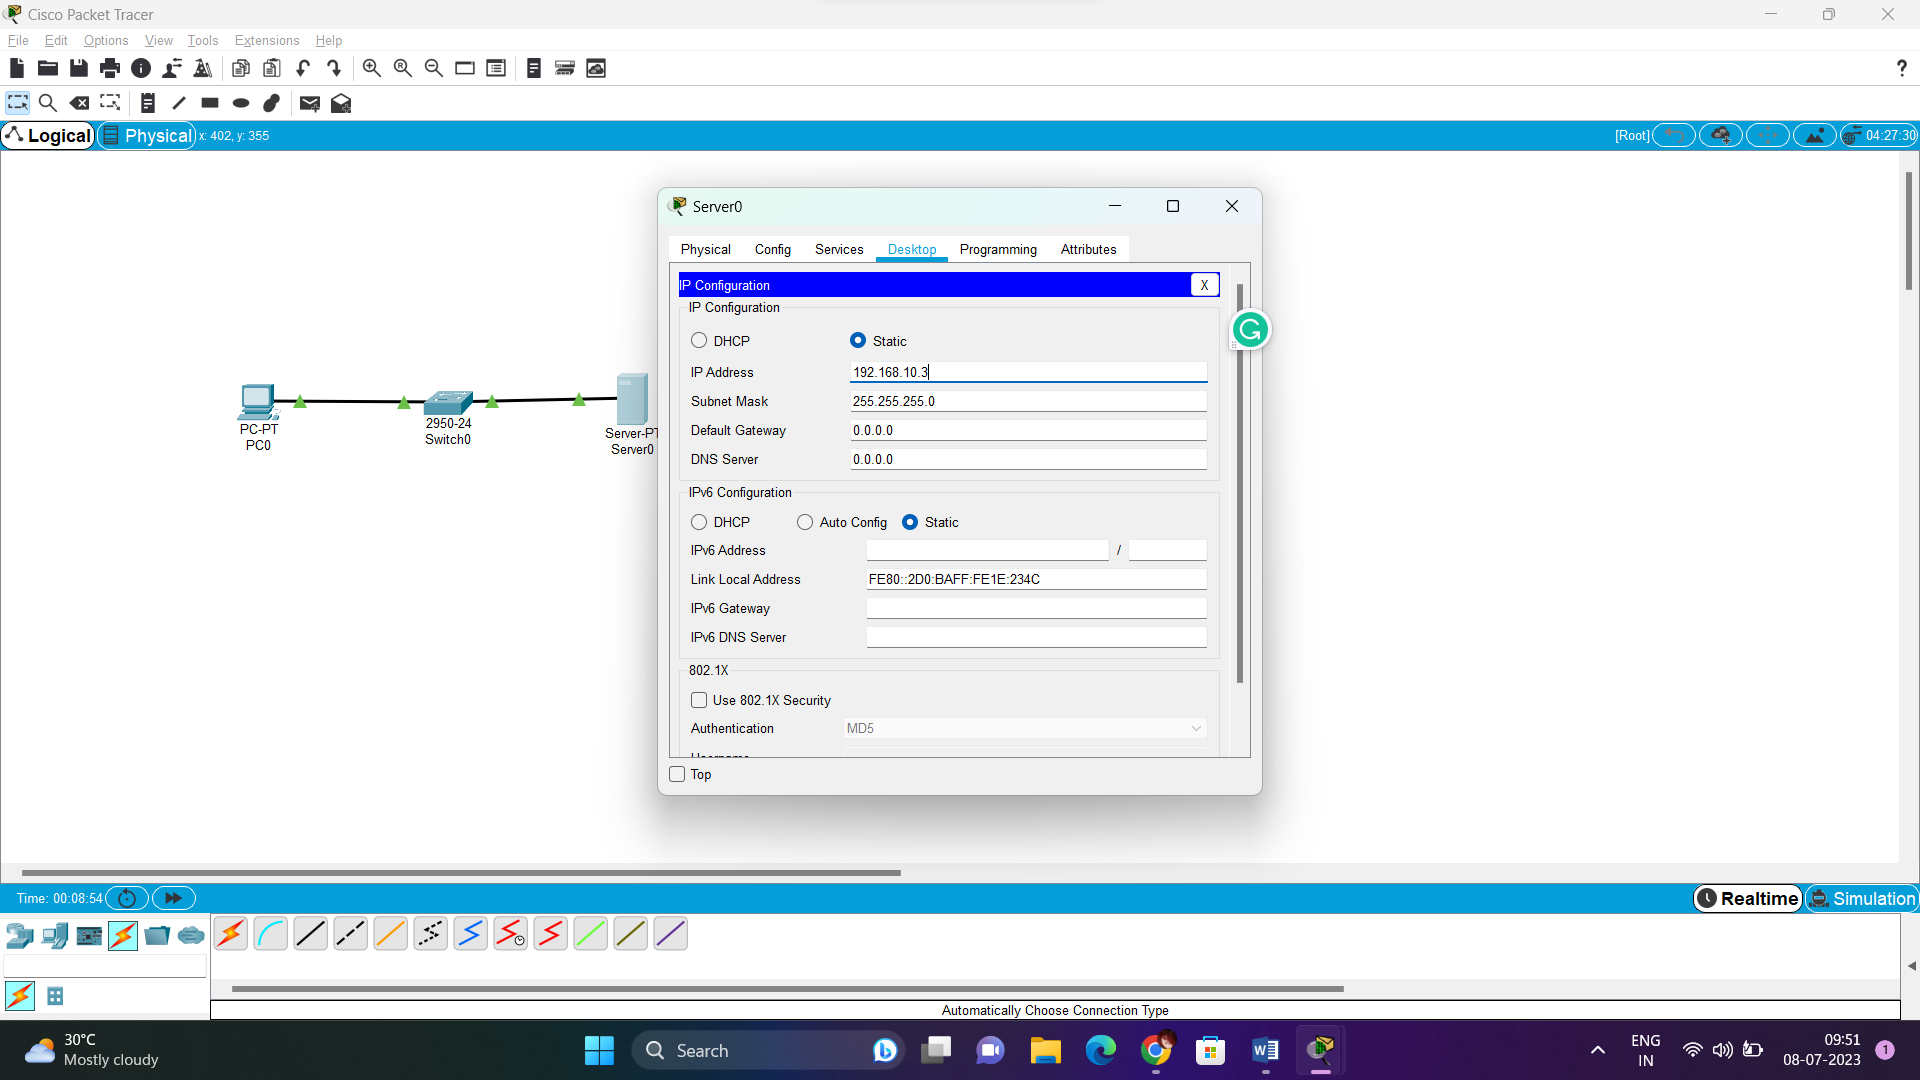 Cisco Packet Tracer
File Edit Options View Tools Extensions Help
?
Logical Physical x: 402, y: 355 [Root] 04:27:30
Server0
Physical Config Services Desktop Programming Attributes
IP Configuration X
IP Configuration
DHCP Static
IP Address 192.168.10.3
Subnet Mask 255.255.255.0
Default Gateway 0.0.0.0
DNS Server 0.0.0.0
IPv6 Configuration
DHCP Auto Config Static
IPv6 Address /
Link Local Address FE80::2D0:BAFF:FE1E:234C
IPv6 Gateway
IPv6 DNS Server
802.1X
Use 802.1X Security
Authentication MD5
Top
PC-PT
PC0
2950-24
Switch0
Server-PT
Server0
Time: 00:08:54 Realtime Simulation
Automatically Choose Connection Type
30°C
Mostly cloudy
Search
ENG
IN
09:51
08-07-2023
1